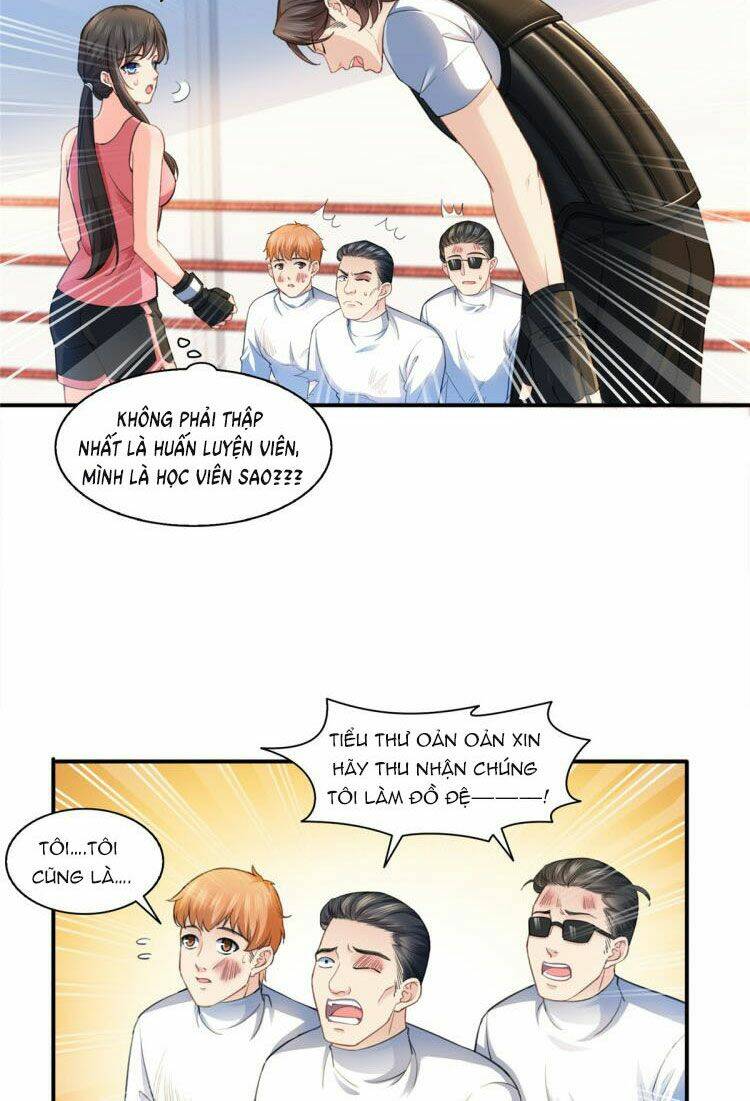 KHÔNG PHẢI THẬP
NHẤT LÀ HUẤN LUYỆN VIÊN,
MÌNH LÀ HỌC VIÊN SAO???
TIỂU THƯ OẢN OẢN XIN
HÃY THU NHẬN CHÚNG
TÔI LÀM ĐỒ ĐỆ————!
TÔI....TÔI
CŨNG LÀ....